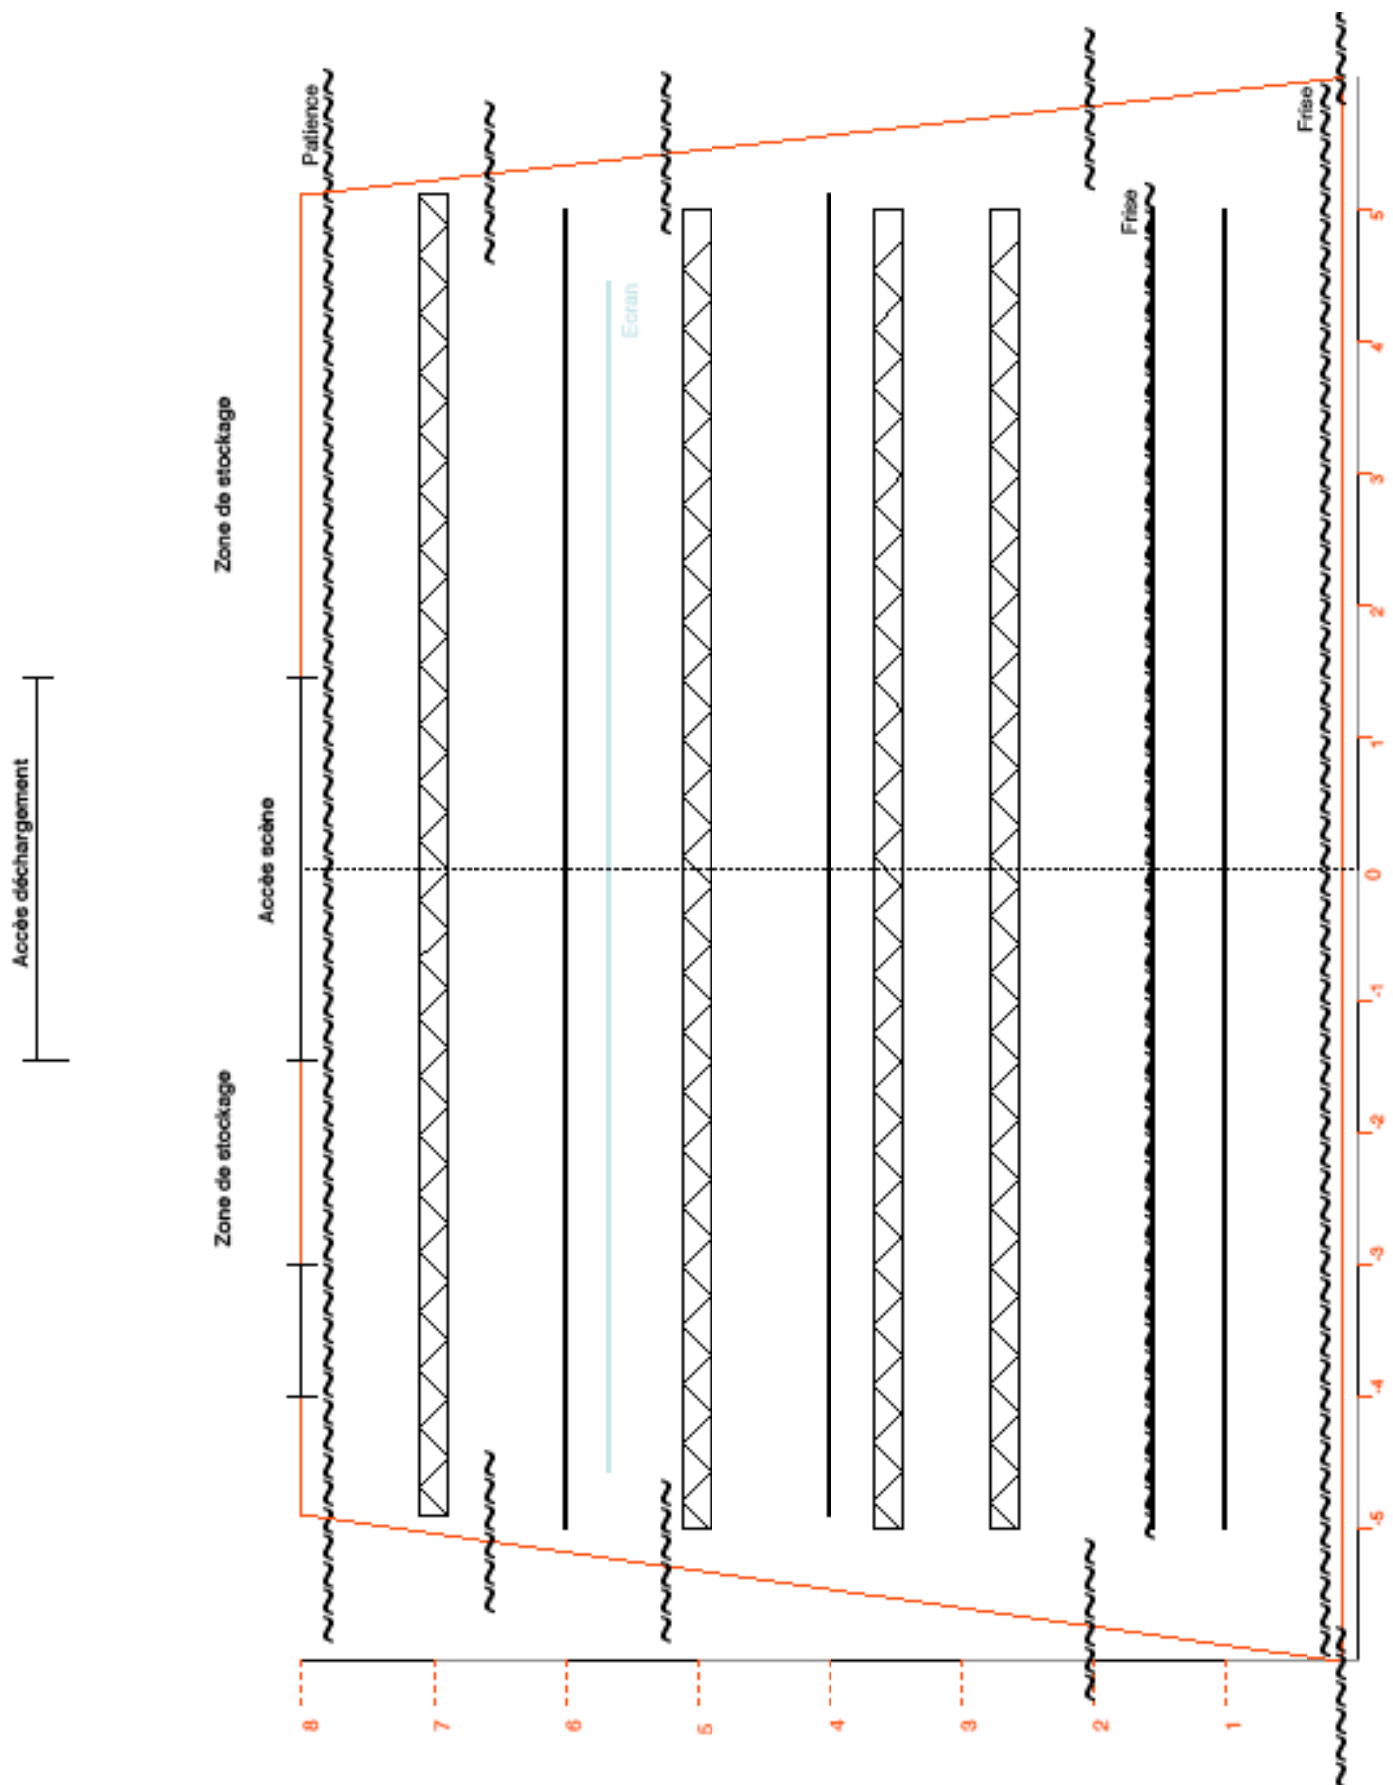 Accès déchargement
Zone de stockage
Zone de stockage
Accès scène
Patience
Ecran
Frise
Frise
8
7
6
5
4
3
2
1
-5
-4
-3
-2
-1
0
1
2
3
4
5